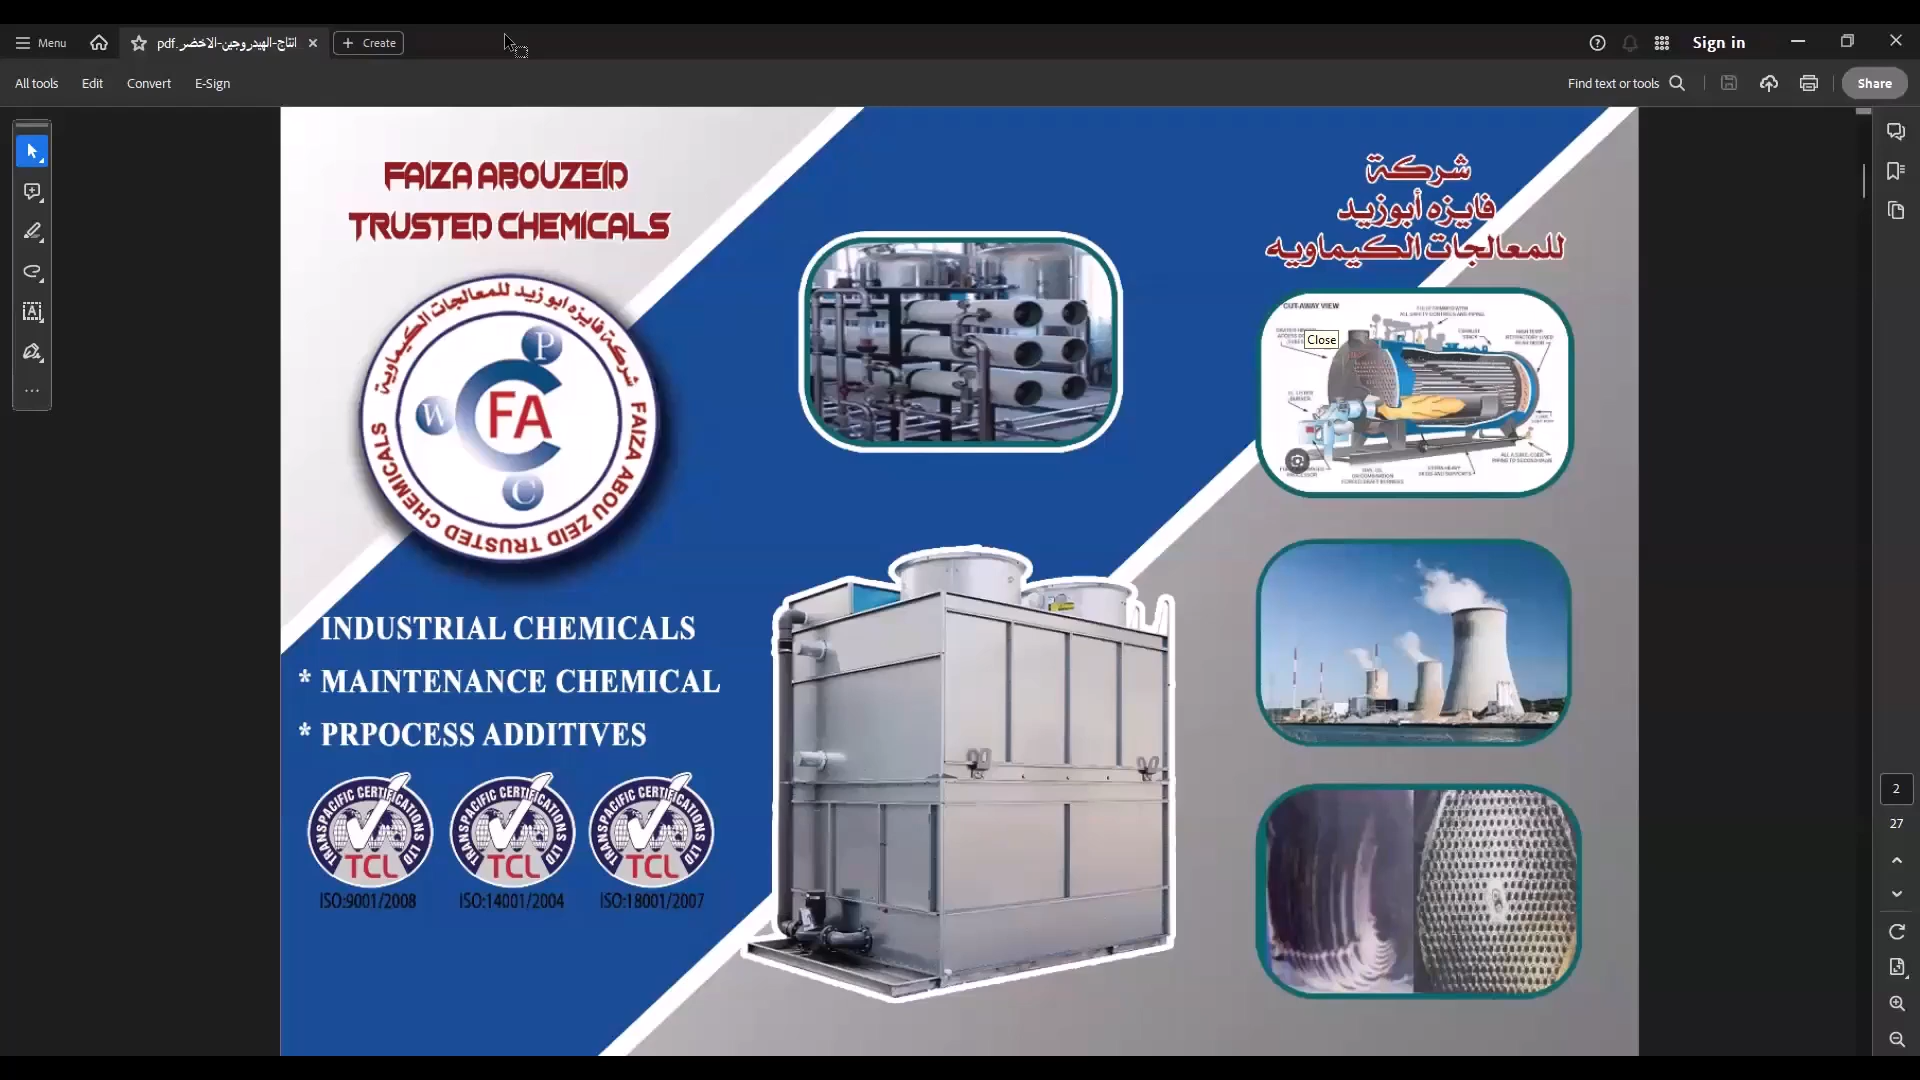 Menu
انتاج-الهيدروجين-الاخضر.pdf
Create
Sign in
All tools
Edit
Convert
E-Sign
Find text or tools
Share
FAIZA ABOUZEID
TRUSTED CHEMICALS
شركة
فايزه أبوزيد
للمعالجات الكيماويه
شركة فايزه ابو زيد للمعالجات الكيماوية
P
W
FA
C
FAIZA ABOU ZEID TRUSTED CHEMICALS
CUT-AWAY VIEW
Close
INDUSTRIAL CHEMICALS
* MAINTENANCE CHEMICAL
* PRPOCESS ADDITIVES
TRANSPACIFIC CERTIFICATIONS LTD
TCL
ISO:9001/2008
TRANSPACIFIC CERTIFICATIONS LTD
TCL
ISO:14001/2004
TRANSPACIFIC CERTIFICATIONS LTD
TCL
ISO:18001/2007
2
27